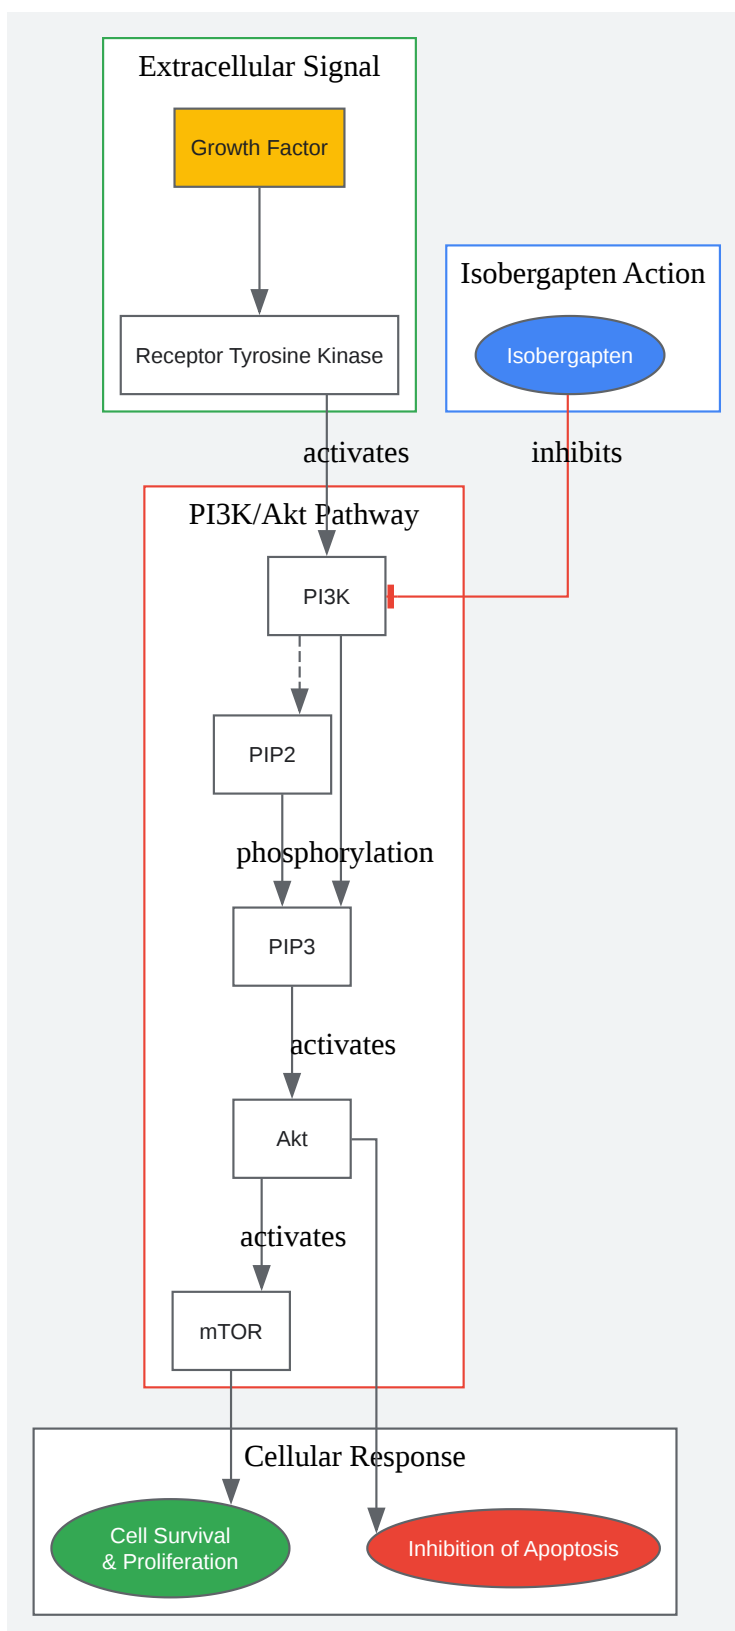 Extracellular Signal
Growth Factor
Receptor Tyrosine Kinase
Isobergapten Action
Isobergapten
activates
inhibits
PI3K/Akt Pathway
PI3K
PIP2
phosphorylation
PIP3
activates
Akt
activates
mTOR
Cellular Response
Cell Survival
& Proliferation
Inhibition of Apoptosis